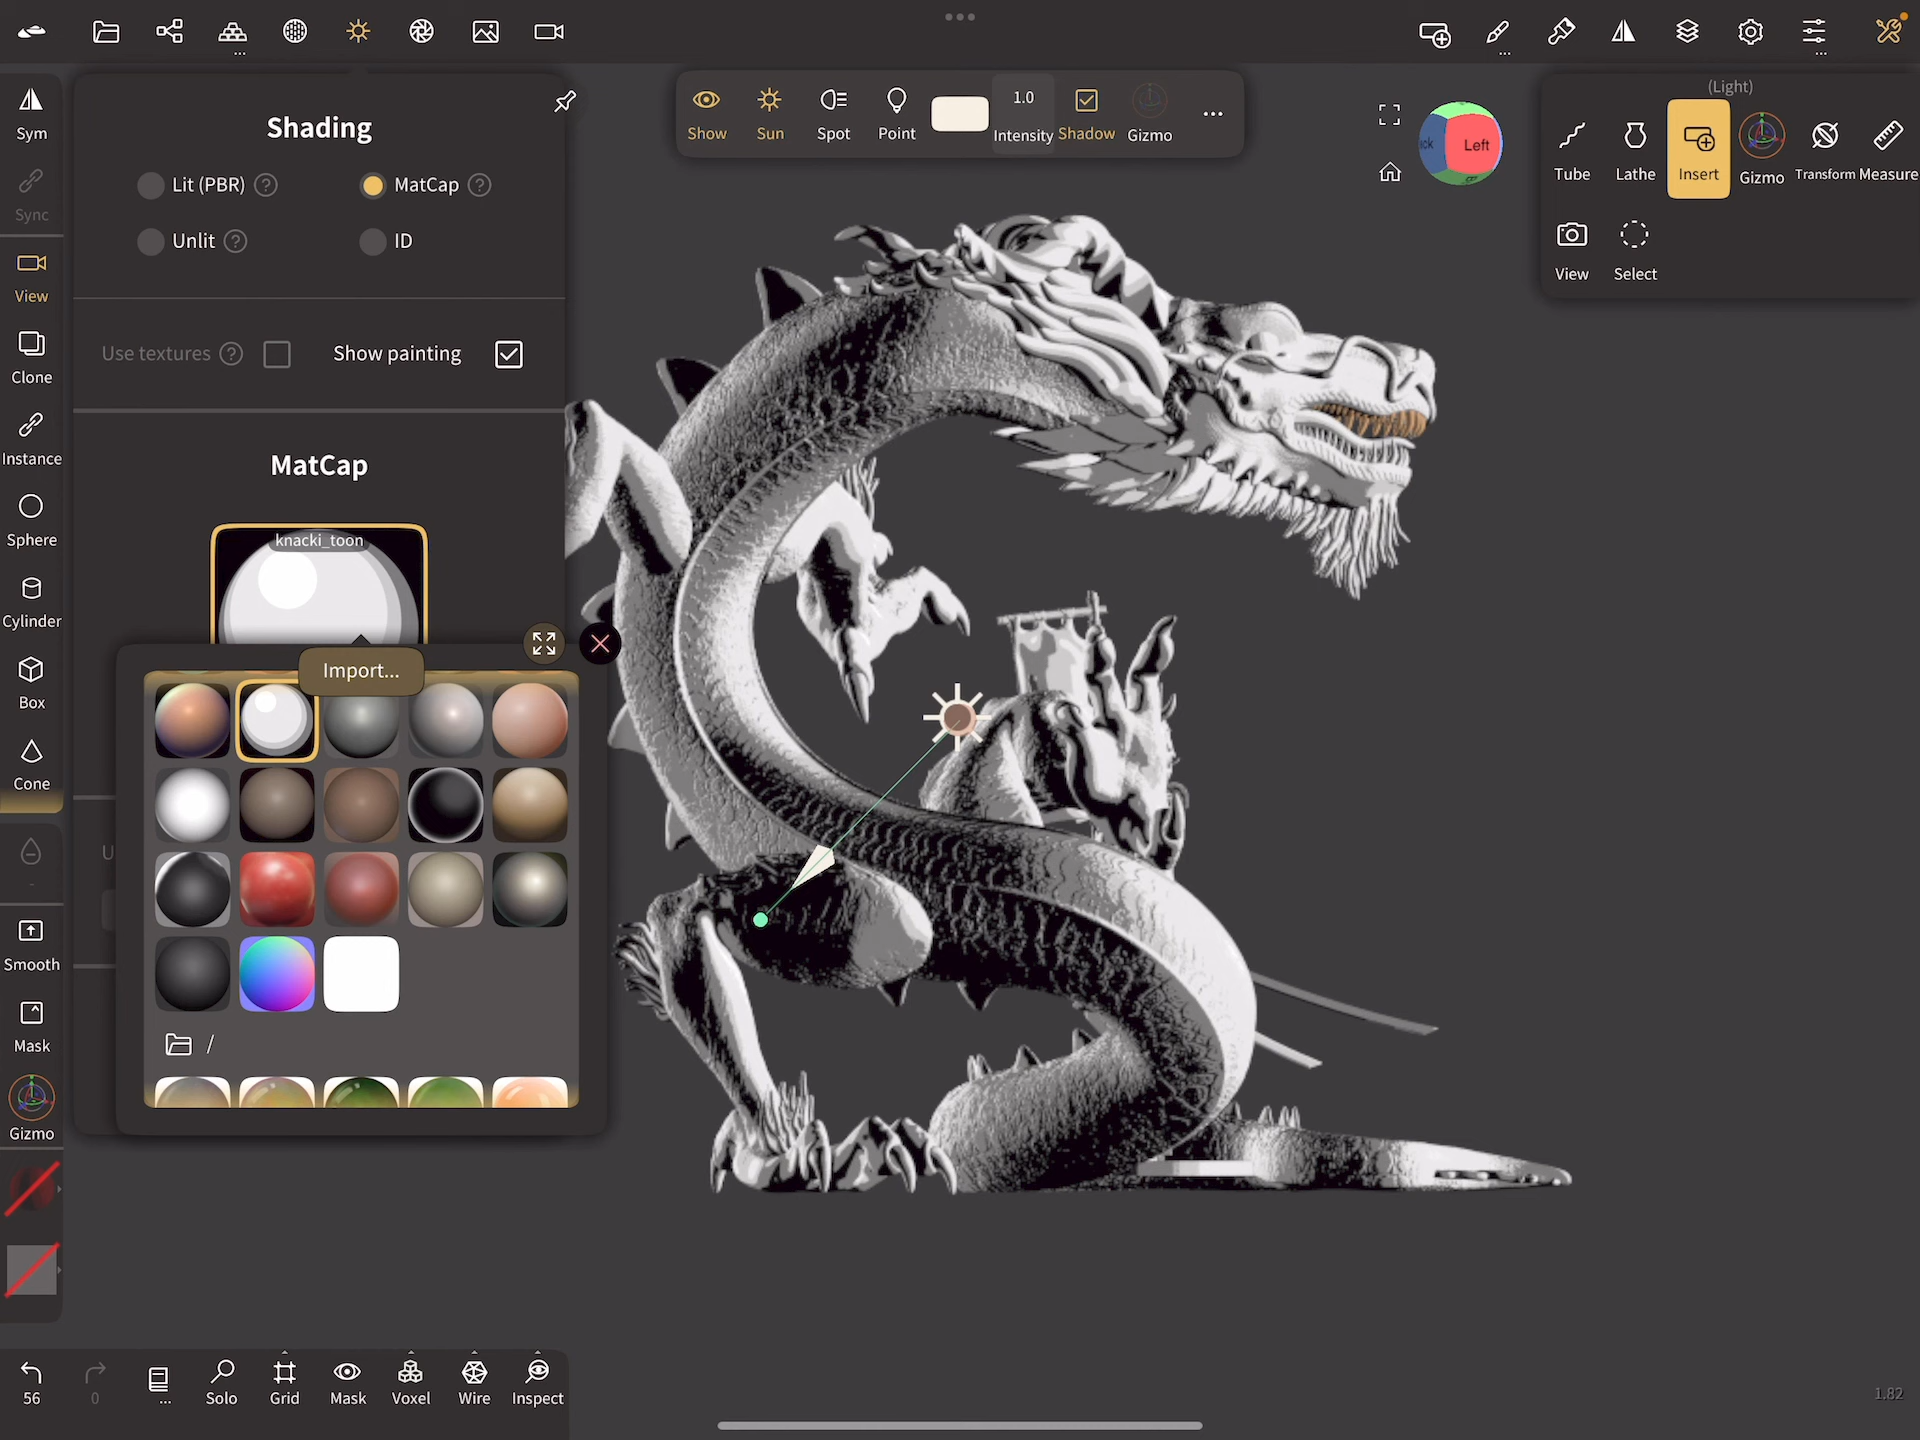 Shading
Lit (PBR) ?
MatCap ?
Unlit ?
ID
Use textures ?
Show painting
MatCap
knacki_toon
Import...
/
U
Sym
Sync
View
Clone
Instance
Sphere
Cylinder
Box
Cone
-
Smooth
Mask
Gizmo
Show
Sun
Spot
Point
1.0
Intensity
Shadow
Gizmo
...
Left
(Light)
Tube
Lathe
Insert
Gizmo
Transform
Measure
View
Select
56
0
...
Solo
Grid
Mask
Voxel
Wire
Inspect
1.82